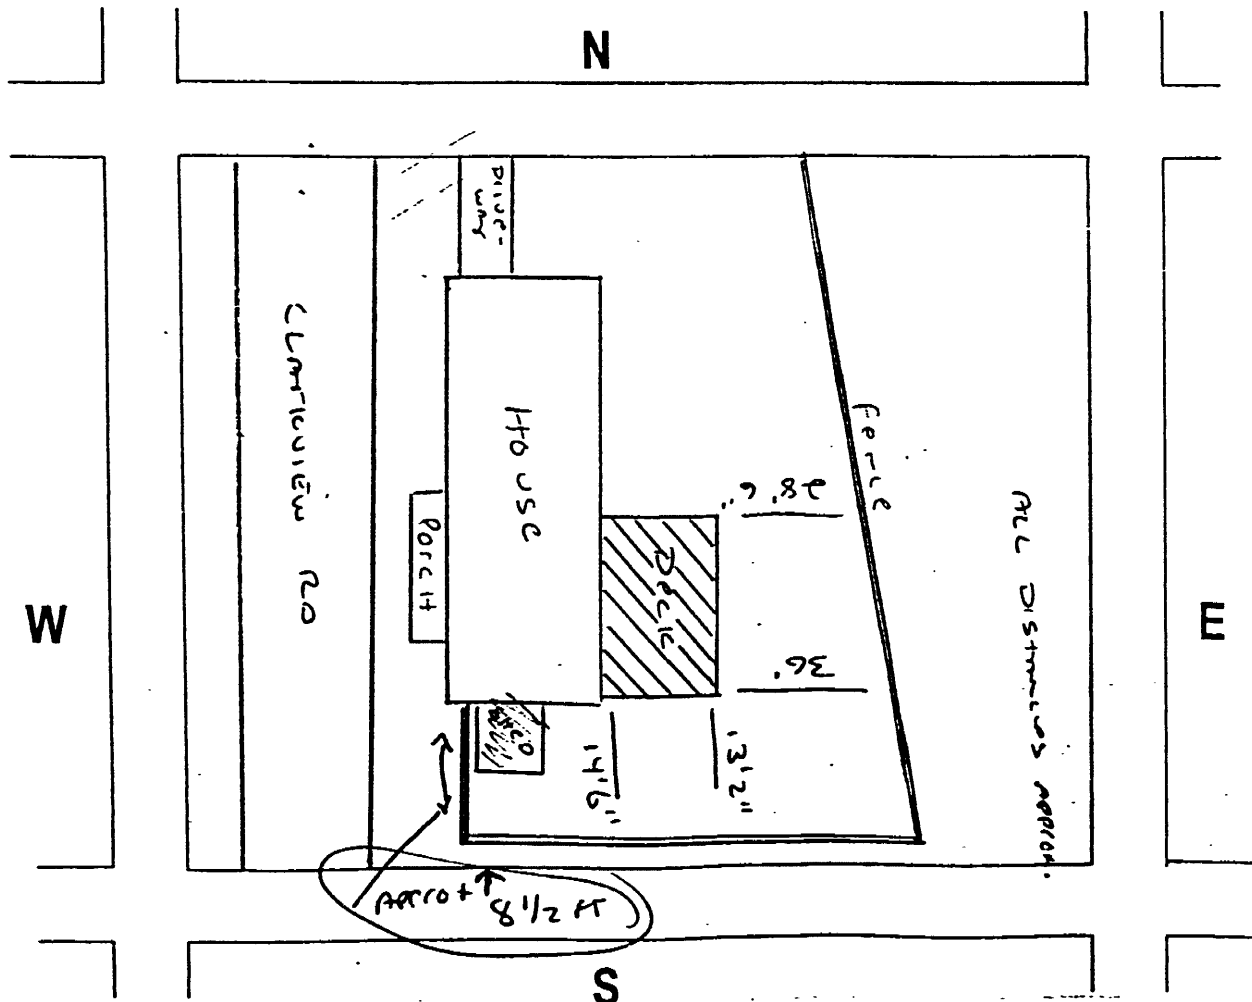 N
Drive-
way
CLARKVIEW RD
HOUSE
Fence
28' 6"
Deck
Porch
ALL DISTANCES APPROX.
W
E
36'
14'6"
13'2"
Approx 8 1/2 ft
S